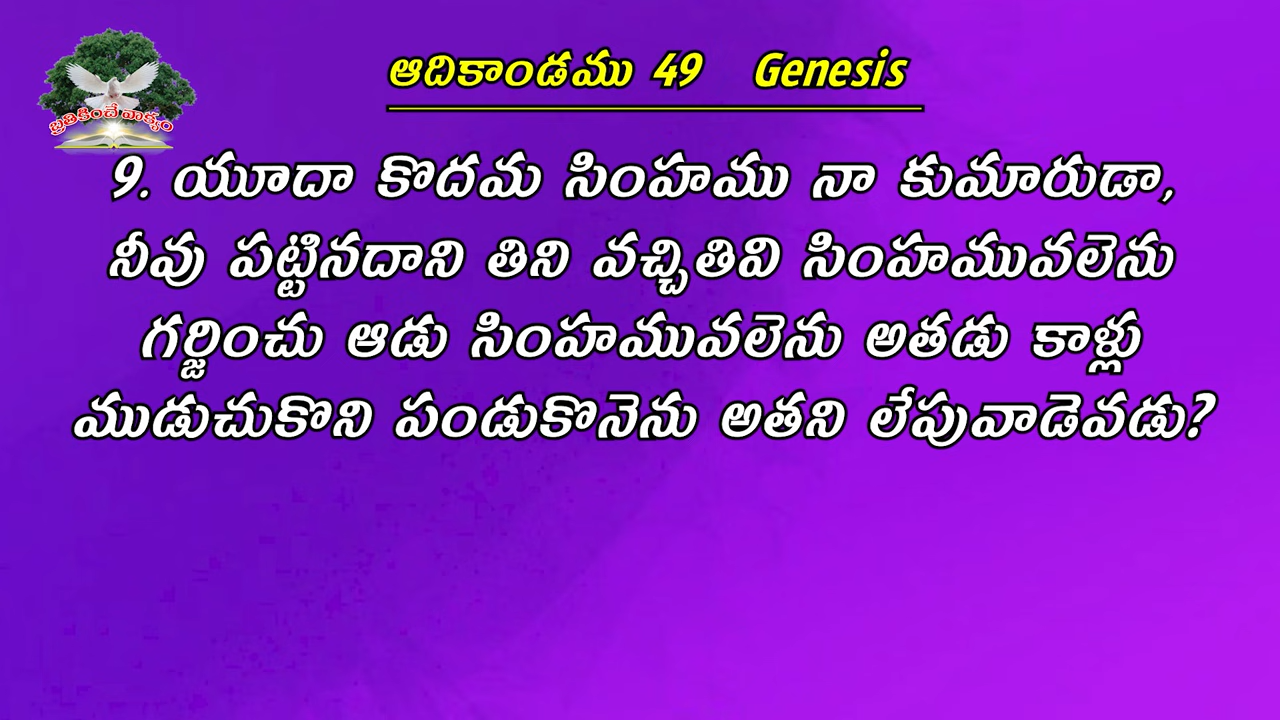 ఆదికాండము 49 Genesis
బ్రతికించే వాక్యం
9. యూదా కొదమ సింహము నా కుమారుడా,
నీవు పట్టినదాని తిని వచ్చితివి సింహమువలెను
గర్జించు ఆడు సింహమువలెను అతడు కాళ్లు
ముడుచుకొని పండుకొనెను అతని లేపువాడెవడు?